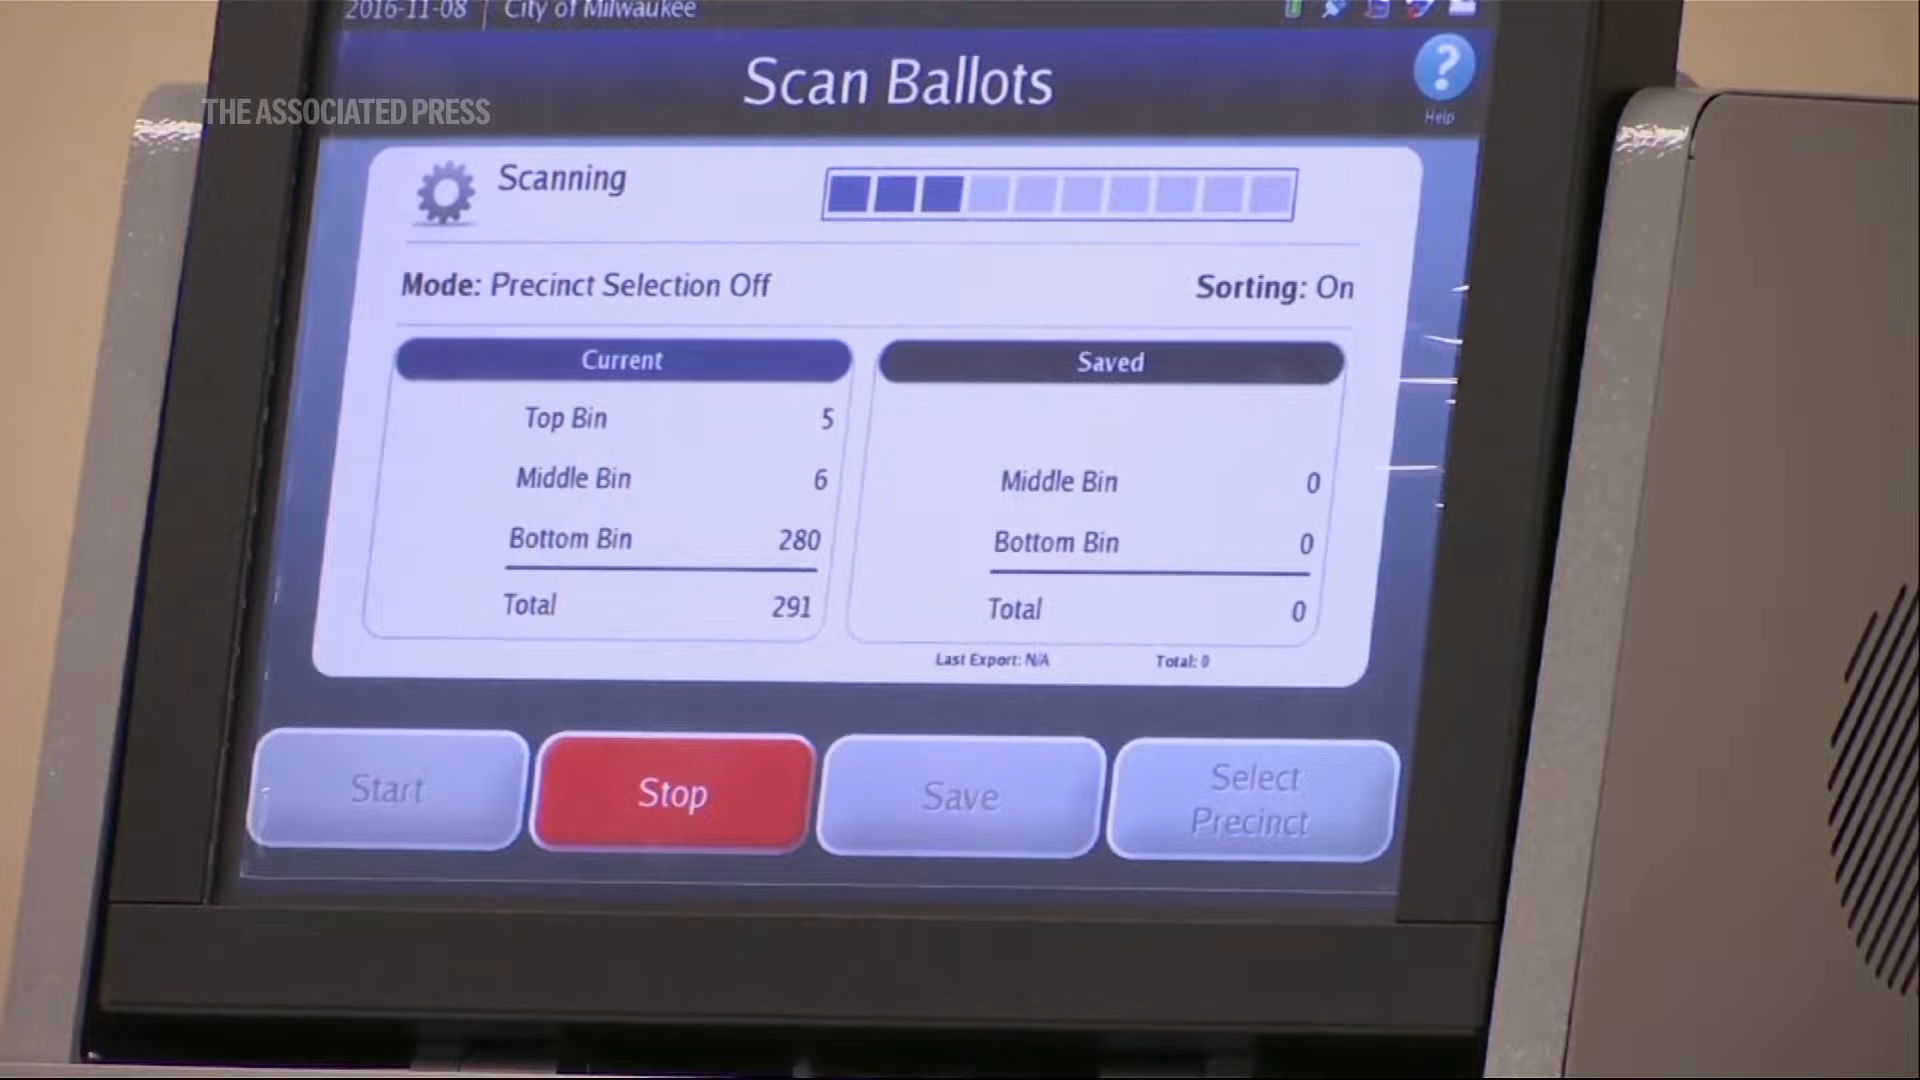 2016-11-08 | City of Milwaukee
Scan Ballots
?
Help
THE ASSOCIATED PRESS
Scanning
Mode: Precinct Selection Off
Sorting: On
Current
Top Bin 5
Middle Bin 6
Bottom Bin 280
Total 291
Saved
Middle Bin 0
Bottom Bin 0
Total 0
Last Export: N/A Total: 0
Start
Stop
Save
Select
Precinct